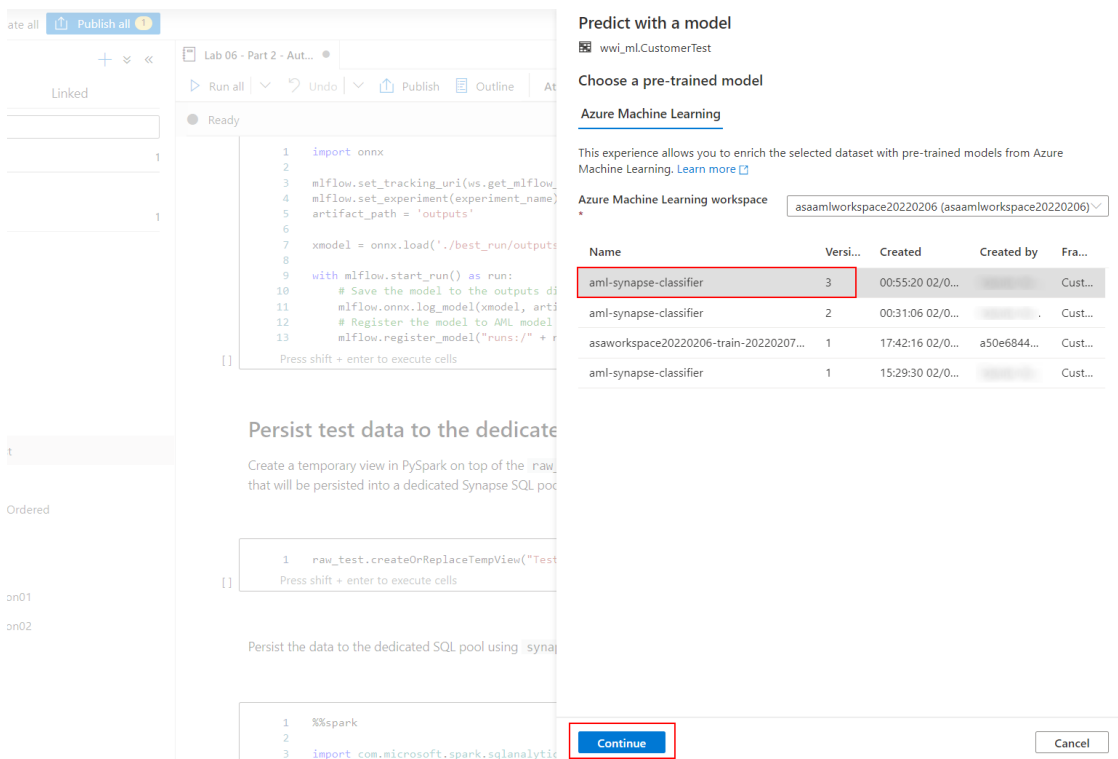 ate all
Publish all 1
Linked
1
1
t
Ordered
on01
on02
Lab 06 - Part 2 - Aut...
Run all
Undo
Publish
Outline
At
Ready
1 import onnx
2
3 mlflow.set_tracking_uri(ws.get_mlflow_
4 mlflow.set_experiment(experiment_name)
5 artifact_path = 'outputs'
6
7 xmodel = onnx.load('./best_run/outputs
8
9 with mlflow.start_run() as run:
10 # Save the model to the outputs di
11 mlflow.onnx.log_model(xmodel, arti
12 # Register the model to AML model
13 mlflow.register_model("runs:/" + r
[ ] Press shift + enter to execute cells
Persist test data to the dedicate
Create a temporary view in PySpark on top of the raw_
that will be persisted into a dedicated Synapse SQL poo
1 raw_test.createOrReplaceTempView("Test
[ ] Press shift + enter to execute cells
Persist the data to the dedicated SQL pool using synap
1 %%spark
2
3 import com.microsoft.spark.sqlanalytic
Predict with a model
wwi_ml.CustomerTest
Choose a pre-trained model
Azure Machine Learning
This experience allows you to enrich the selected dataset with pre-trained models from Azure
Machine Learning. Learn more
Azure Machine Learning workspace
*
asaamlworkspace20220206 (asaamlworkspace20220206)
Name Versi... Created Created by Fra...
aml-synapse-classifier 3 00:55:20 02/0... Cust...
aml-synapse-classifier 2 00:31:06 02/0... . Cust...
asaworkspace20220206-train-20220207... 1 17:42:16 02/0... a50e6844... Cust...
aml-synapse-classifier 1 15:29:30 02/0... Cust...
Continue
Cancel